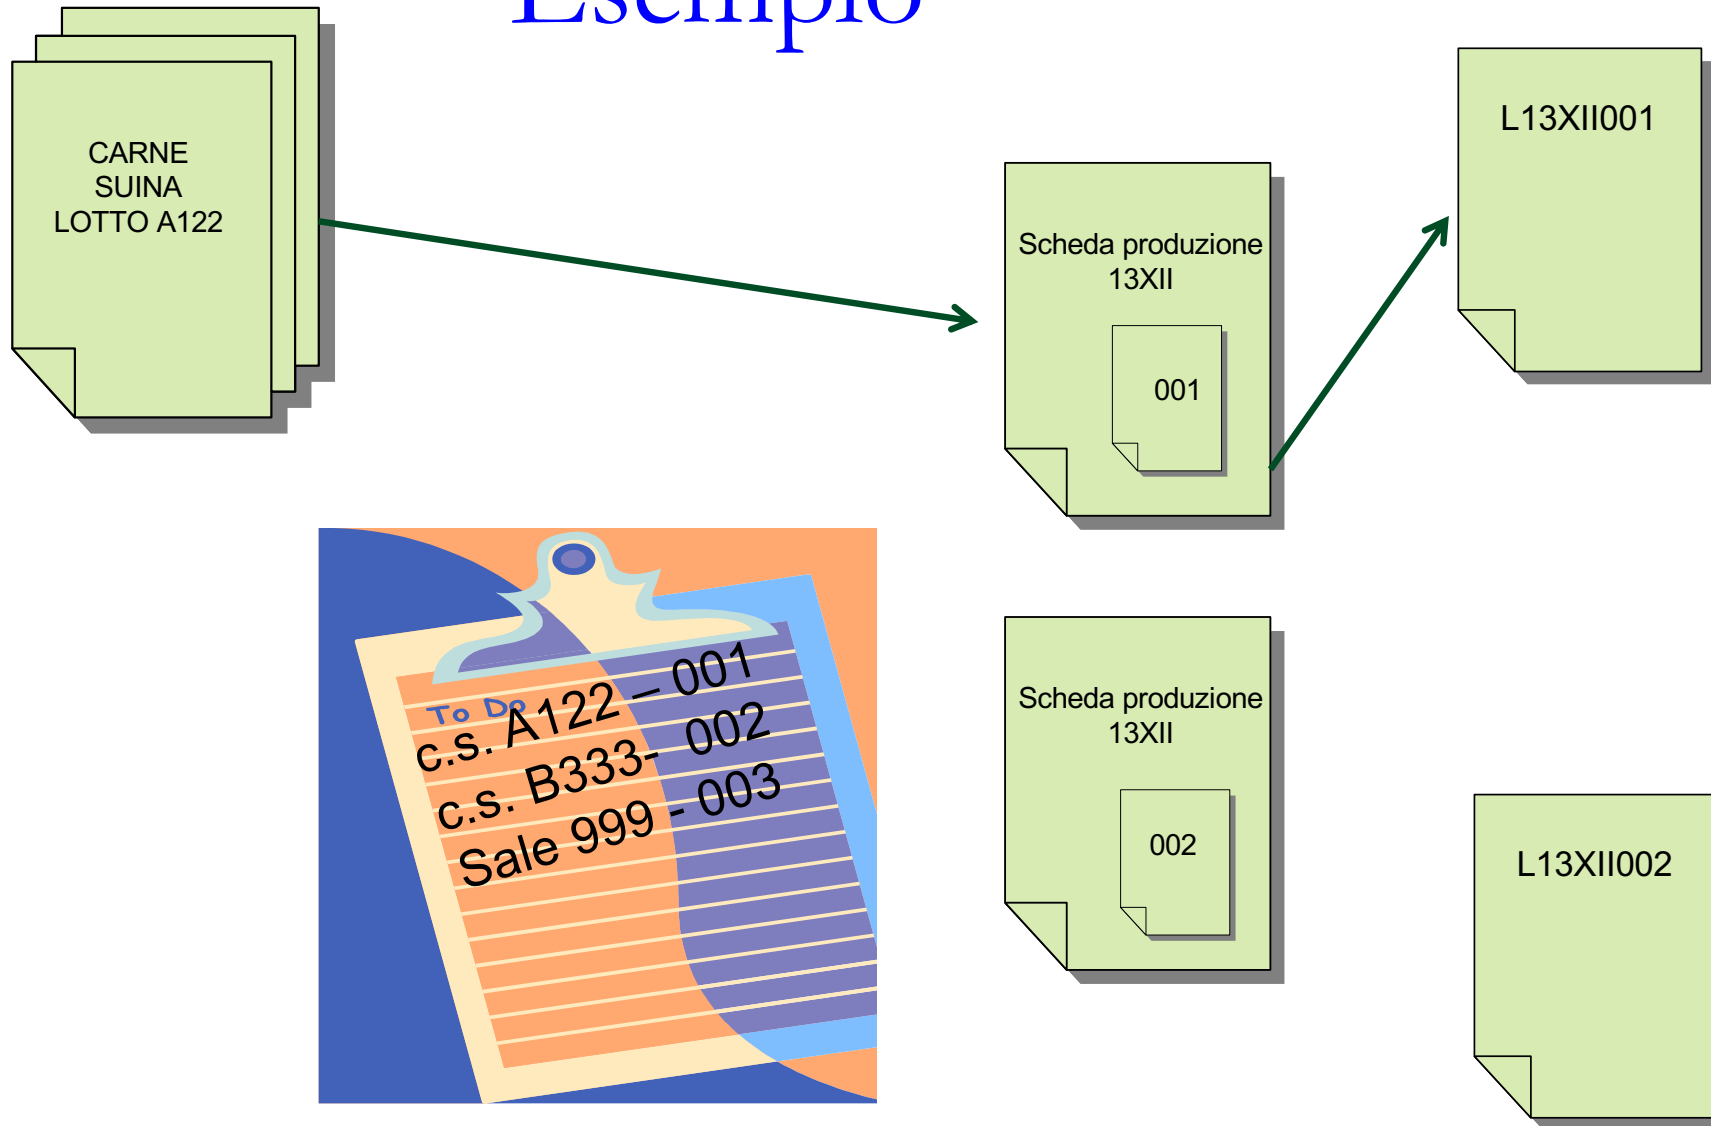 Esempio
CARNE
SUINA
LOTTO A122
Scheda produzione
13XII
001
L13XII001
To Do
c.s. A122 – 001
c.s. B333- 002
Sale 999 - 003
Scheda produzione
13XII
002
L13XII002